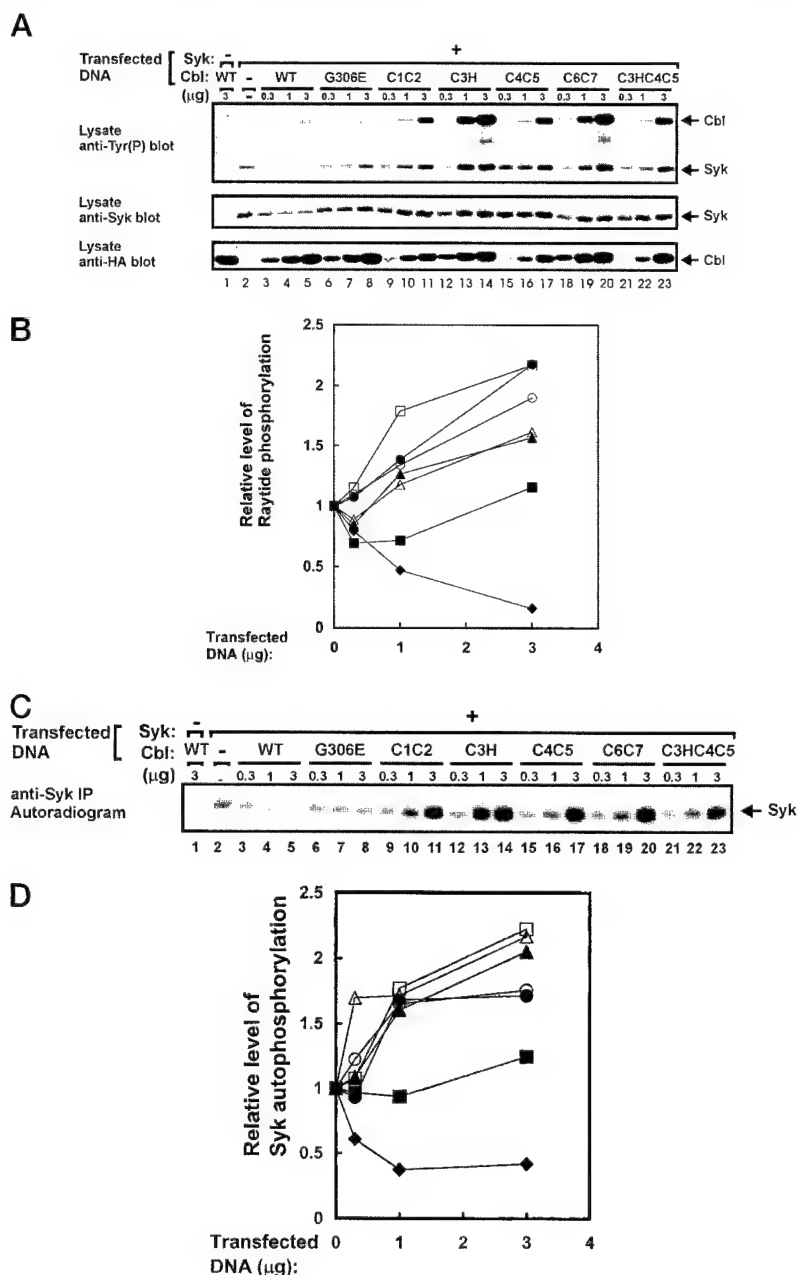 A
Transfected DNA [ Syk: - +
Cbl: WT - WT G306E C1C2 C3H C4C5 C6C7 C3HC4C5
(µg) 3 - 0.3 1 3 0.3 1 3 0.3 1 3 0.3 1 3 0.3 1 3 0.3 1 3 0.3 1 3
Lysate anti-Tyr(P) blot
← Cbl
← Syk
Lysate anti-Syk blot ← Syk
Lysate anti-HA blot ← Cbl
1 2 3 4 5 6 7 8 9 10 11 12 13 14 15 16 17 18 19 20 21 22 23
B
Relative level of
Raytide phosphorylation
2.5
2
1.5
1
0.5
0
Transfected DNA (µg): 0 1 2 3 4
C
Transfected DNA [ Syk: - +
Cbl: WT - WT G306E C1C2 C3H C4C5 C6C7 C3HC4C5
(µg) 3 - 0.3 1 3 0.3 1 3 0.3 1 3 0.3 1 3 0.3 1 3 0.3 1 3 0.3 1 3
anti-Syk IP Autoradiogram ← Syk
1 2 3 4 5 6 7 8 9 10 11 12 13 14 15 16 17 18 19 20 21 22 23
D
Relative level of
Syk autophosphorylation
2.5
2
1.5
1
0.5
0
Transfected DNA (µg): 0 1 2 3 4